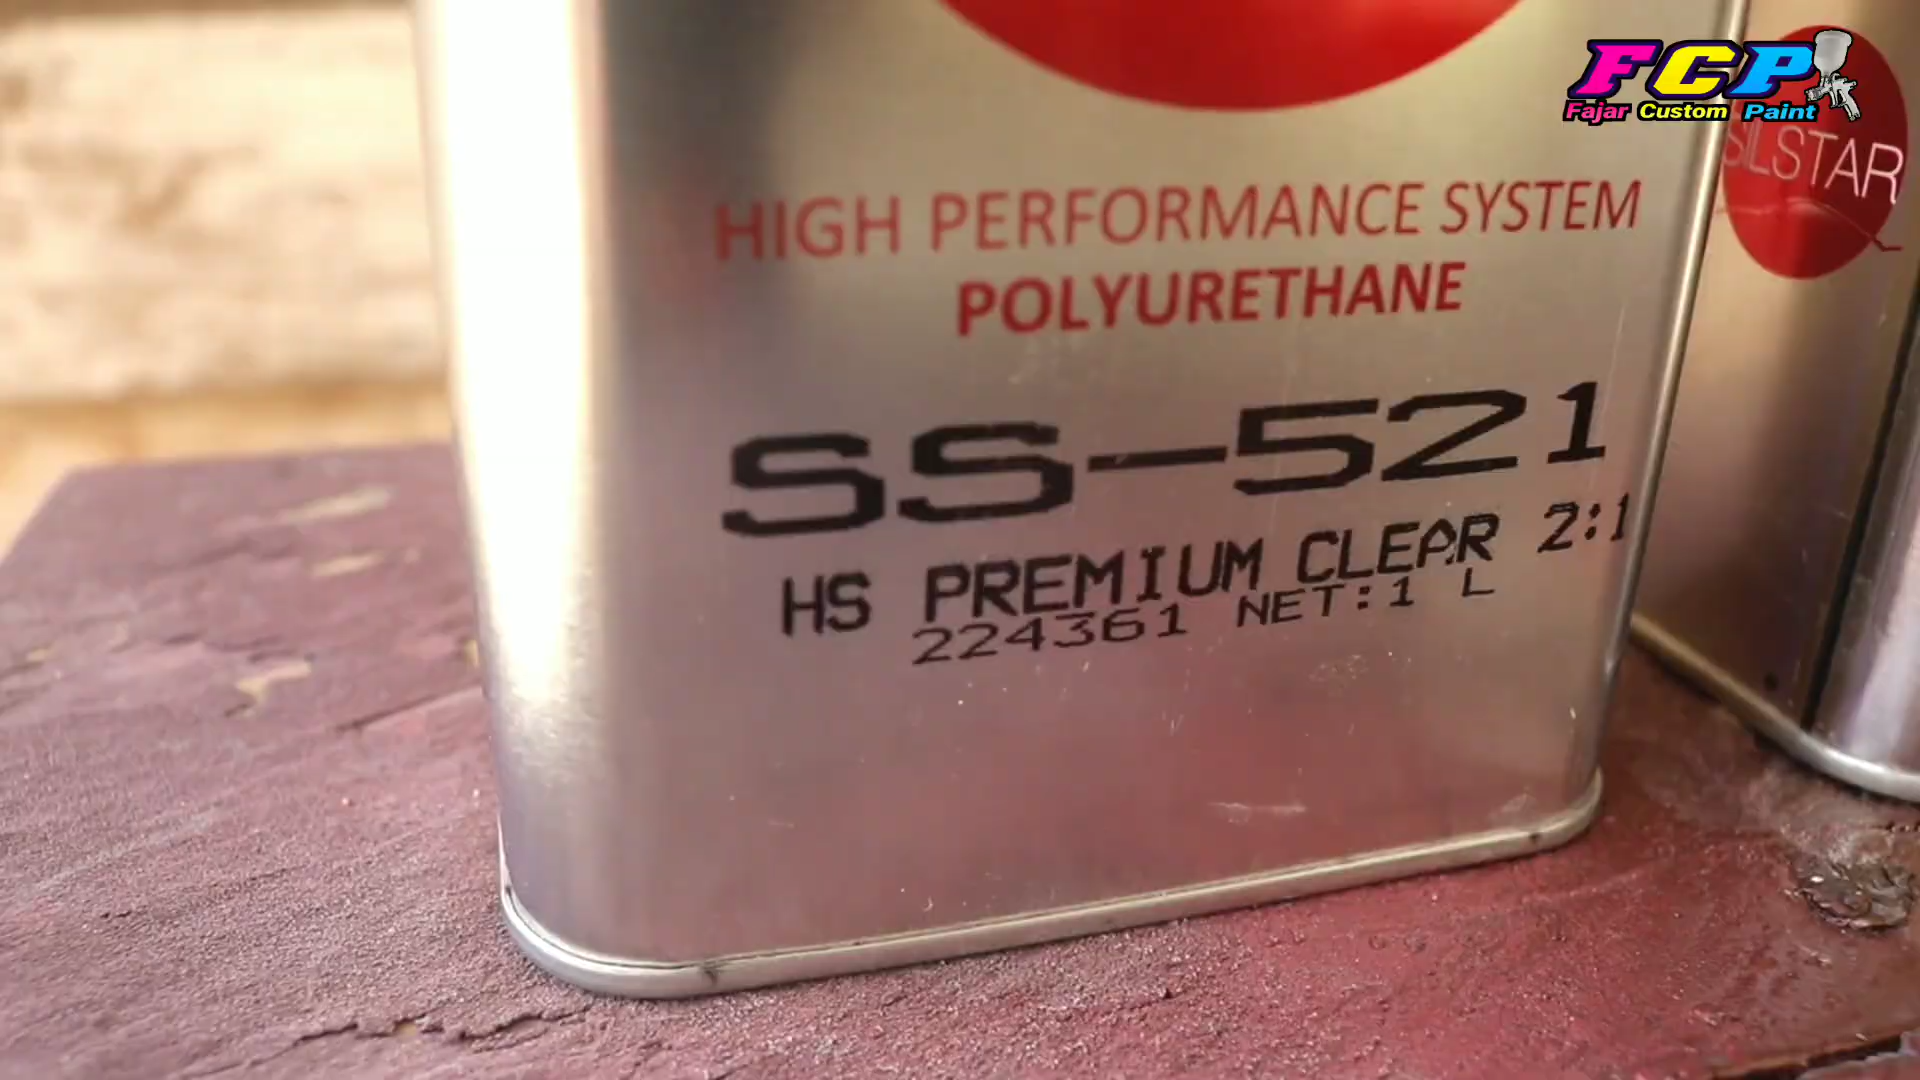 FCP
Fajar Custom Paint
SILSTAR
HIGH PERFORMANCE SYSTEM
POLYURETHANE
SS-521
HS PREMIUM CLEAR 2:1
224361 NET:1 L